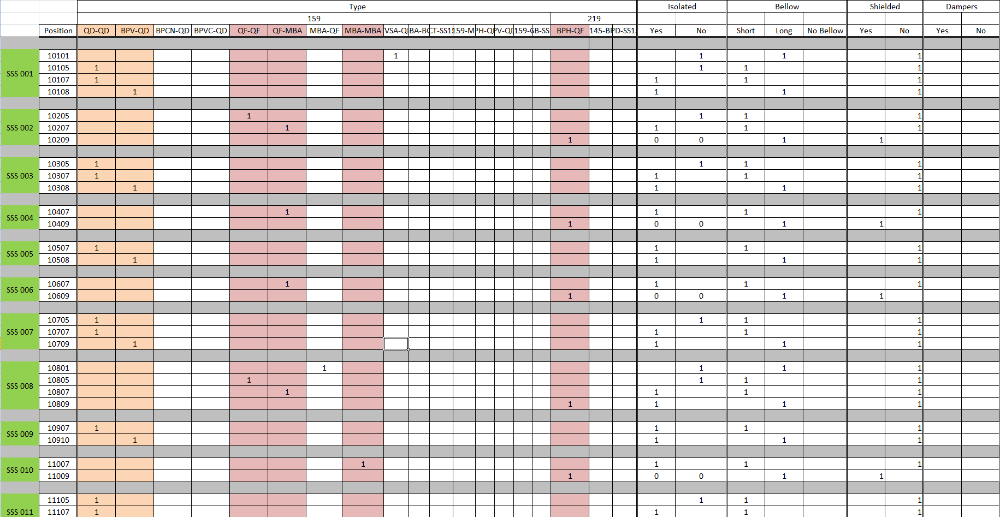 Type Isolated Bellow Shielded Dampers
159 219
Position QD-QD BPV-QD BPCN-QD BPVC-QD QF-QF QF-MBA MBA-QF MBA-MBA VSA-Q BA-B CT-SS1 159-M PH-Q PV-QD 159-6 B-SS BPH-QF 145-B PD-SS1 Yes No Short Long No Bellow Yes No Yes No
SSS 001
10101 1 1 1 1
10105 1 1 1 1
10107 1 1 1 1
10108 1 1 1 1
SSS 002
10205 1 1 1 1
10207 1 1 1 1
10209 1 0 0 1 1
SSS 003
10305 1 1 1 1
10307 1 1 1 1
10308 1 1 1 1
SSS 004
10407 1 1 1 1
10409 1 0 0 1 1
SSS 005
10507 1 1 1 1
10508 1 1 1 1
SSS 006
10607 1 1 1 1
10609 1 0 0 1 1
SSS 007
10705 1 1 1 1
10707 1 1 1 1
10709 1 1 1 1
SSS 008
10801 1 1 1 1
10805 1 1 1 1
10807 1 1 1 1
10809 1 1 1 1
SSS 009
10907 1 1 1 1
10910 1 1 1 1
SSS 010
11007 1 1 1 1
11009 1 0 0 1 1
SSS 011
11105 1 1 1 1
11107 1 1 1 1